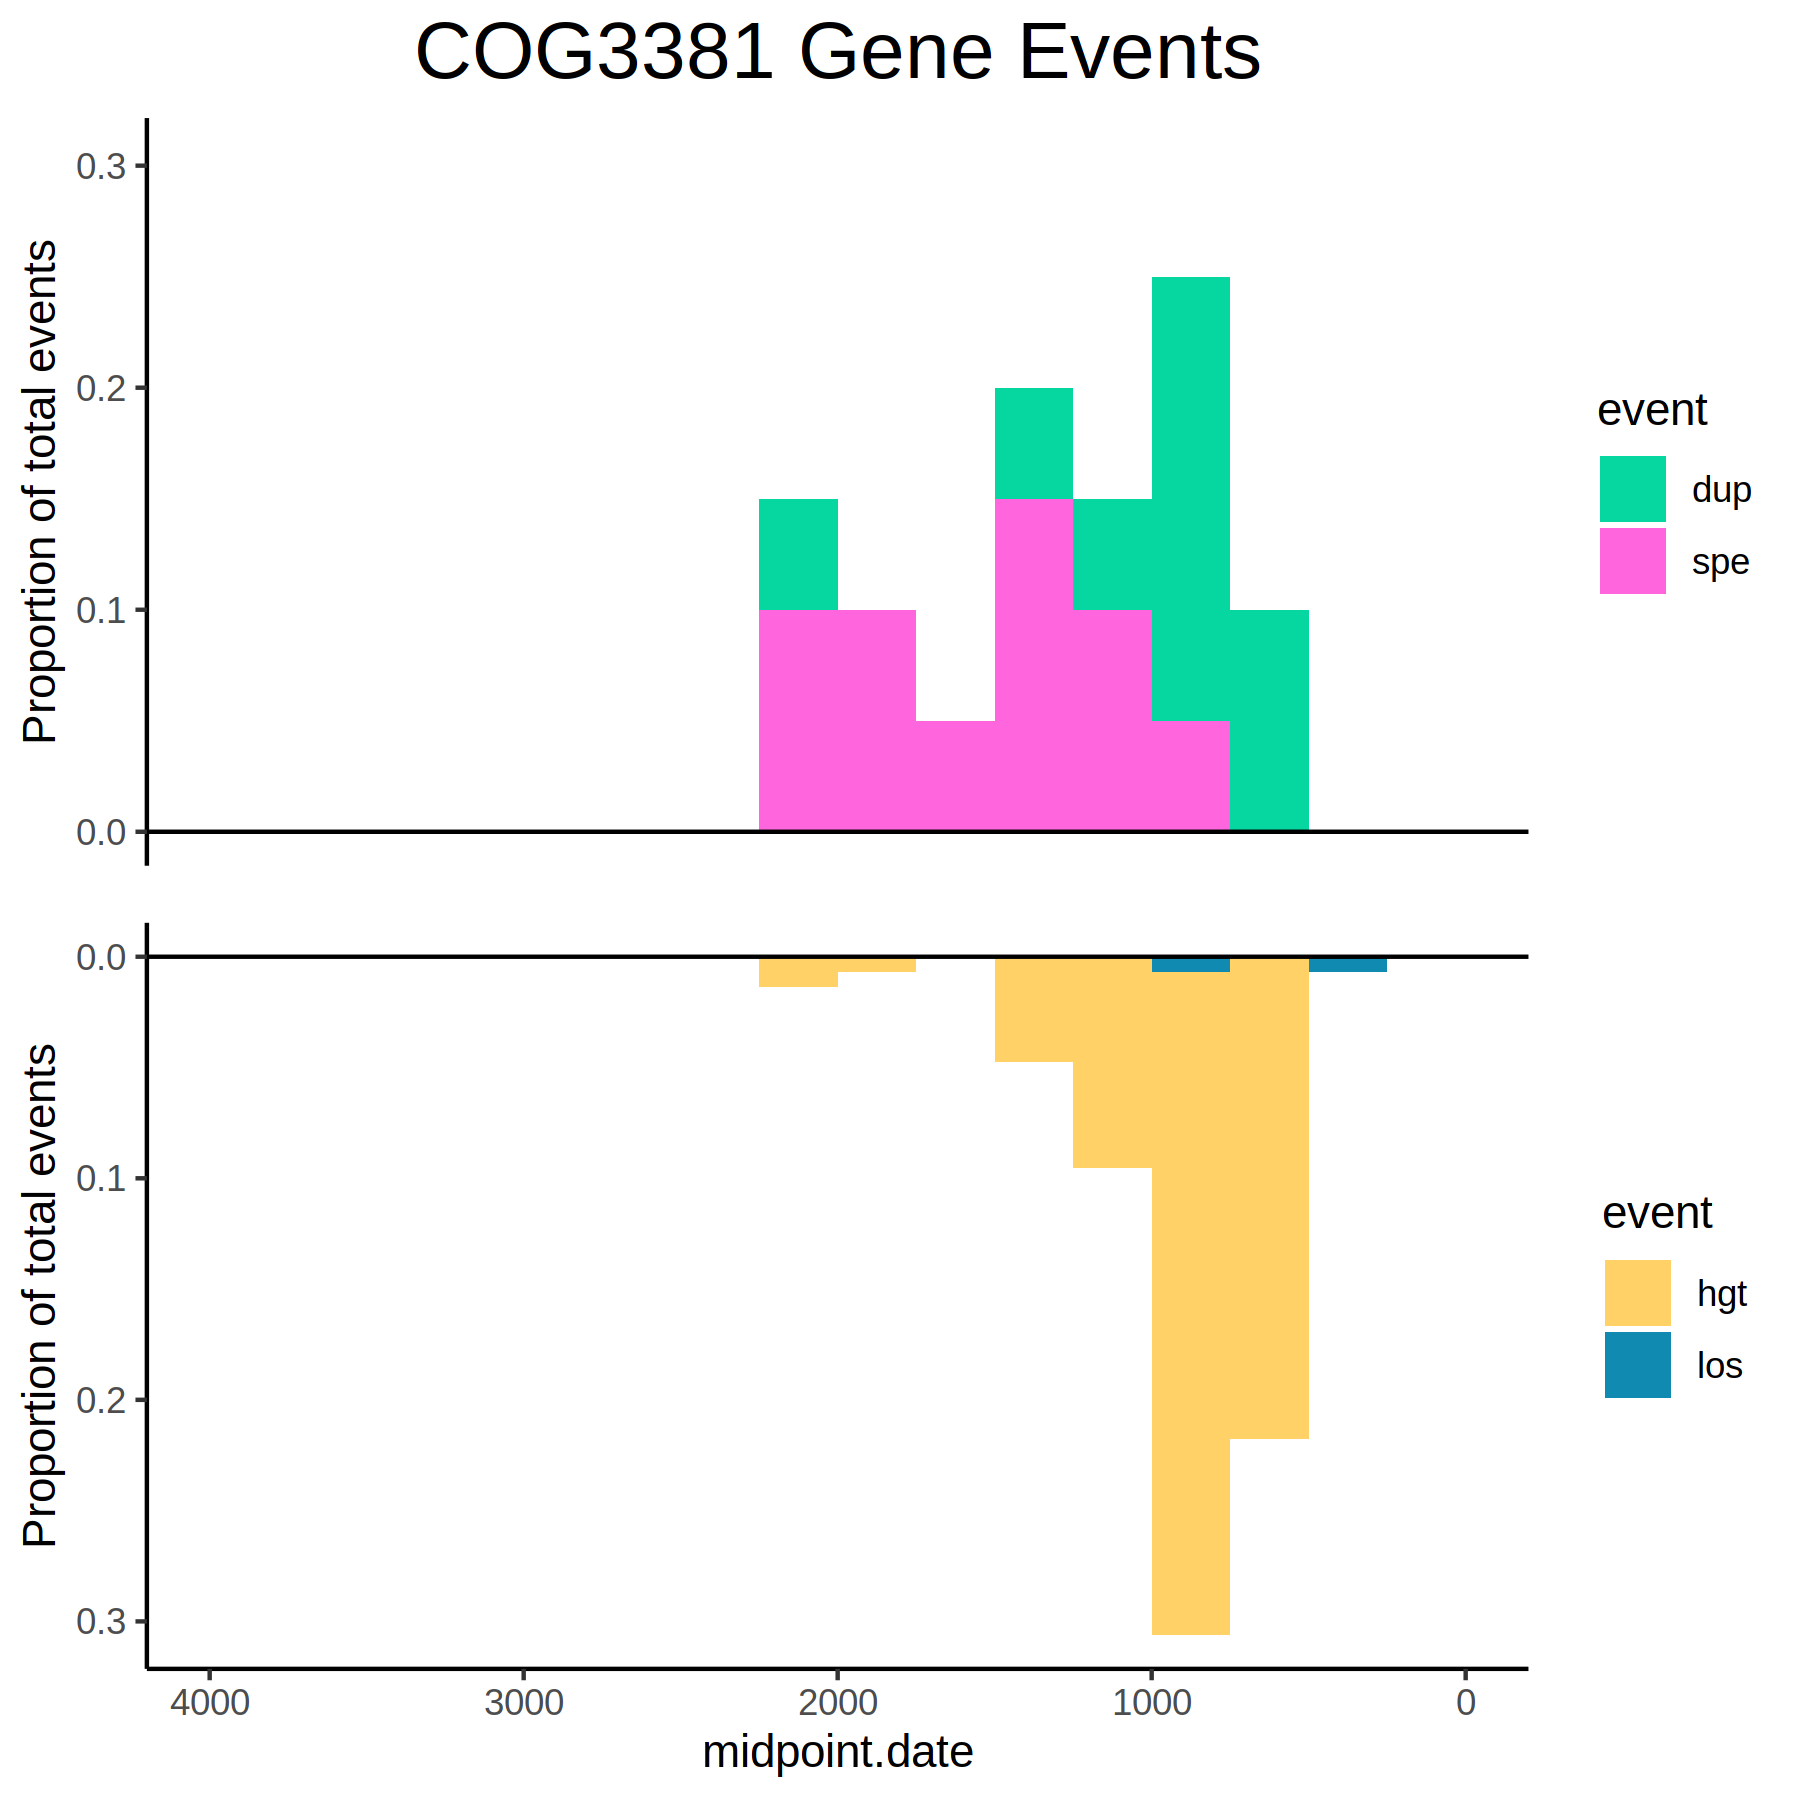 COG3381 Gene Events
Proportion of total events
0.3
0.2
0.1
0.0
event
dup
spe
Proportion of total events
0.0
0.1
0.2
0.3
event
hgt
los
4000 3000 2000 1000 0
midpoint.date